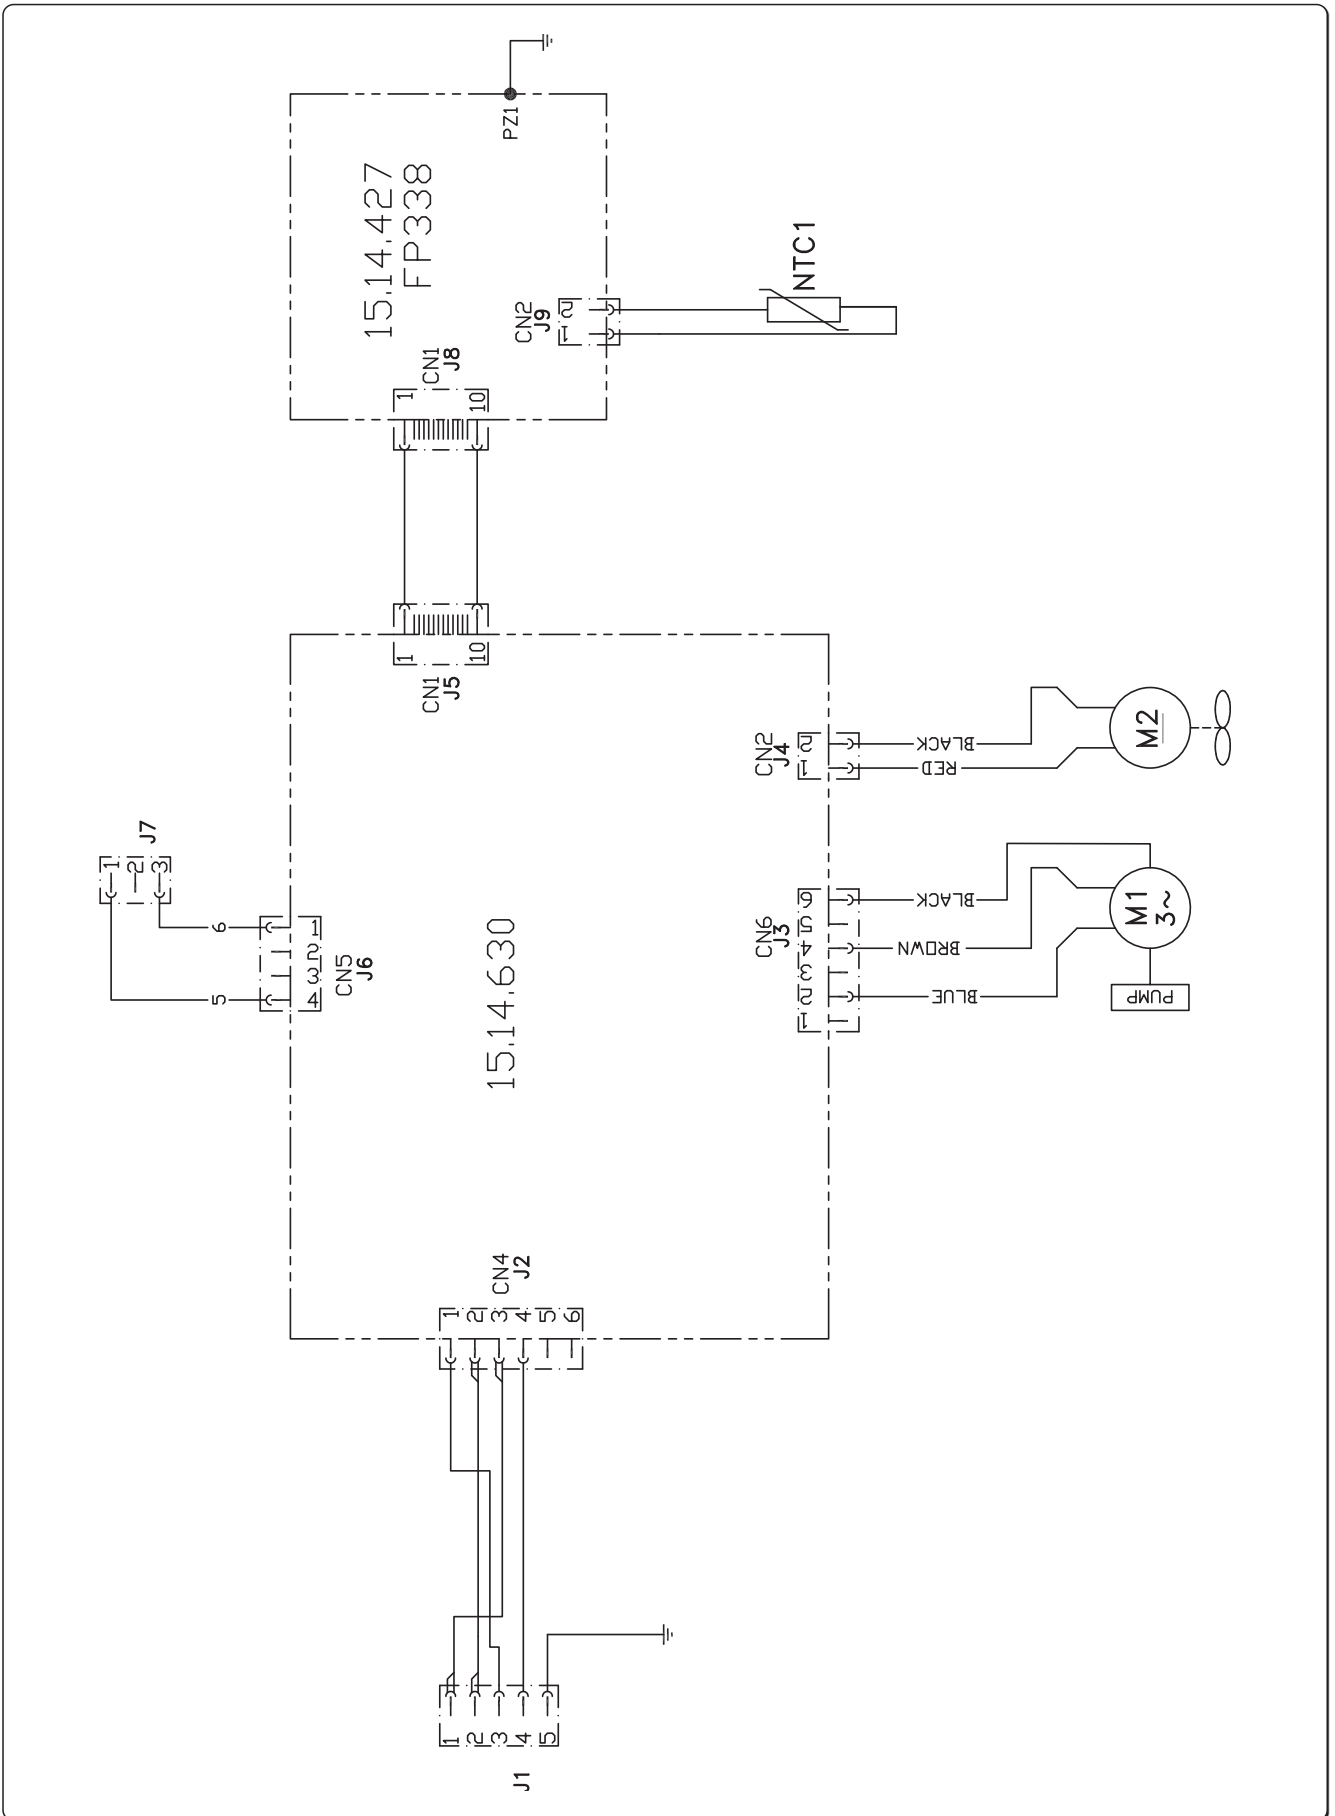 PZ1
15.14.427
FP338
NTC1
CN2
J9
2
1
CN1
J8
1
10
1
10
CN1
J5
J7
1
2
3
6
5
1
2
3
4
CN5
J6
CN2
J4
2
1
BLACK
RED
M2
15.14.630
CN6
J3
6
5
4
3
2
1
BLACK
BROWN
BLUE
M1
3~
PUMP
CN4
J2
1
2
3
4
5
6
1
2
3
4
5
J1